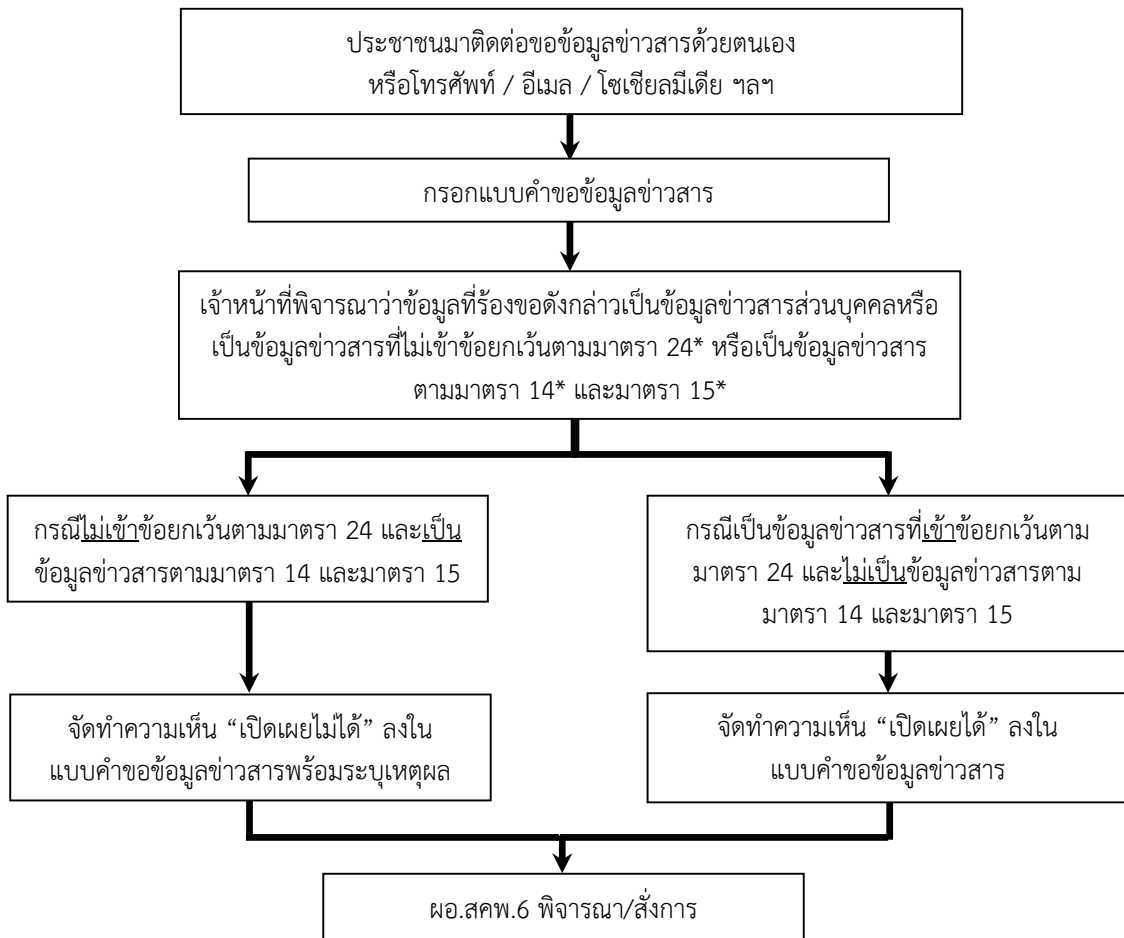 ประชาชนมาติดต่อขอข้อมูลข่าวสารด้วยตนเอง
หรือโทรศัพท์ / อีเมล / โซเชียลมีเดีย ฯลฯ
กรอกแบบคำขอข้อมูลข่าวสาร
เจ้าหน้าที่พิจารณาว่าข้อมูลที่ร้องขอดังกล่าวเป็นข้อมูลข่าวสารส่วนบุคคลหรือ
เป็นข้อมูลข่าวสารที่ไม่เข้าข้อยกเว้นตามมาตรา 24* หรือเป็นข้อมูลข่าวสาร
ตามมาตรา 14* และมาตรา 15*
กรณีไม่เข้าข้อยกเว้นตามมาตรา 24 และเป็น
ข้อมูลข่าวสารตามมาตรา 14 และมาตรา 15
กรณีเป็นข้อมูลข่าวสารที่เข้าข้อยกเว้นตาม
มาตรา 24 และไม่เป็นข้อมูลข่าวสารตาม
มาตรา 14 และมาตรา 15
จัดทำความเห็น “เปิดเผยไม่ได้” ลงใน
แบบคำขอข้อมูลข่าวสารพร้อมระบุเหตุผล
จัดทำความเห็น “เปิดเผยได้” ลงใน
แบบคำขอข้อมูลข่าวสาร
ผอ.สคพ.6 พิจารณา/สั่งการ